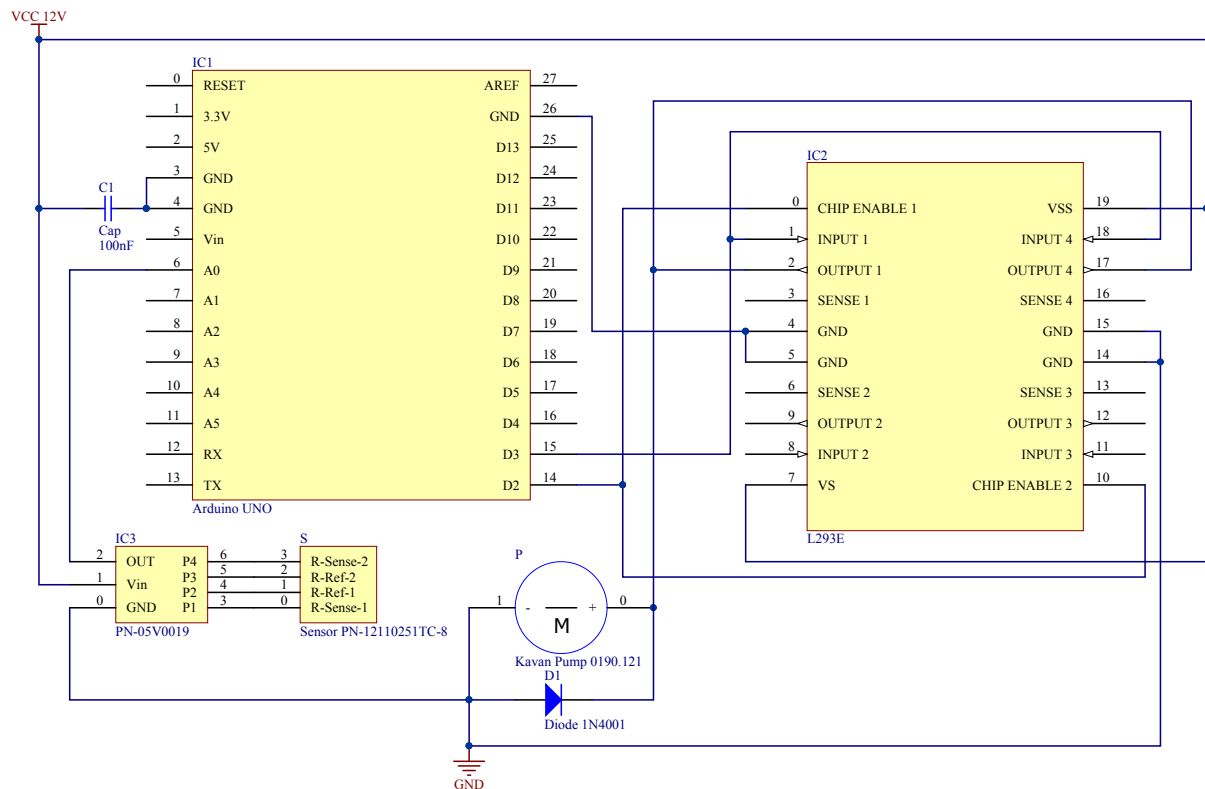 VCC 12V
IC1
0 RESET AREF 27
1 3.3V GND 26
2 5V D13 25
3 GND D12 24
4 GND D11 23
5 Vin D10 22
6 A0 D9 21
7 A1 D8 20
8 A2 D7 19
9 A3 D6 18
10 A4 D5 17
11 A5 D4 16
12 RX D3 15
13 TX D2 14
Arduino UNO
C1
Cap
100nF
IC2
0 CHIP ENABLE 1 VSS 19
1 INPUT 1 INPUT 4 18
2 OUTPUT 1 OUTPUT 4 17
3 SENSE 1 SENSE 4 16
4 GND GND 15
5 GND GND 14
6 SENSE 2 SENSE 3 13
9 OUTPUT 2 OUTPUT 3 12
8 INPUT 2 INPUT 3 11
7 VS CHIP ENABLE 2 10
L293E
IC3
2 OUT P4 6
1 Vin P3 5
P2 4
0 GND P1 3
PN-05V0019
S
3 R-Sense-2
2 R-Ref-2
1 R-Ref-1
0 R-Sense-1
Sensor PN-12110251TC-8
P
1 - + 0
M
Kavan Pump 0190.121
D1
Diode 1N4001
GND